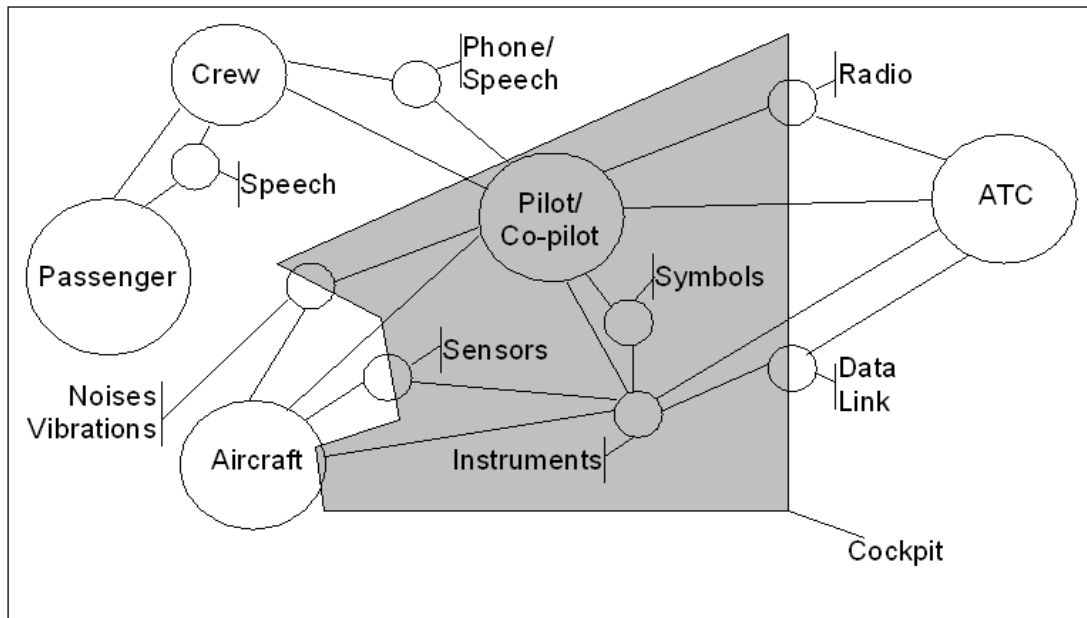 Crew
Phone/
Speech
Radio
Speech
Pilot/
Co-pilot
ATC
Passenger
Symbols
Sensors
Noises
Vibrations
Data
Link
Aircraft
Instruments
Cockpit